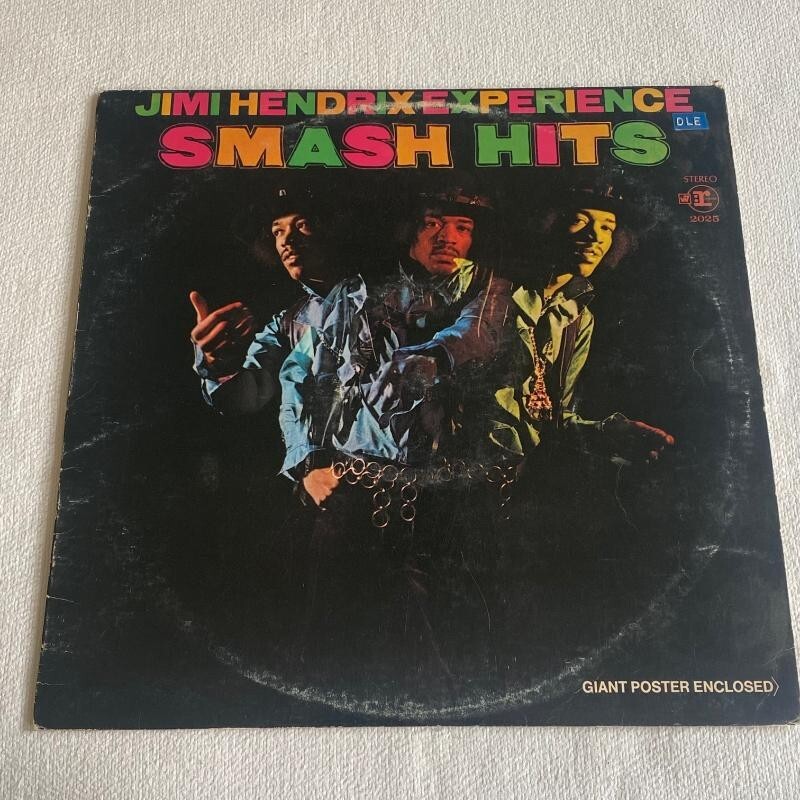 JIMI HENDRIX EXPERIENCE
SMASH HITS
DLE
STEREO
W B r
2025
GIANT POSTER ENCLOSED〉